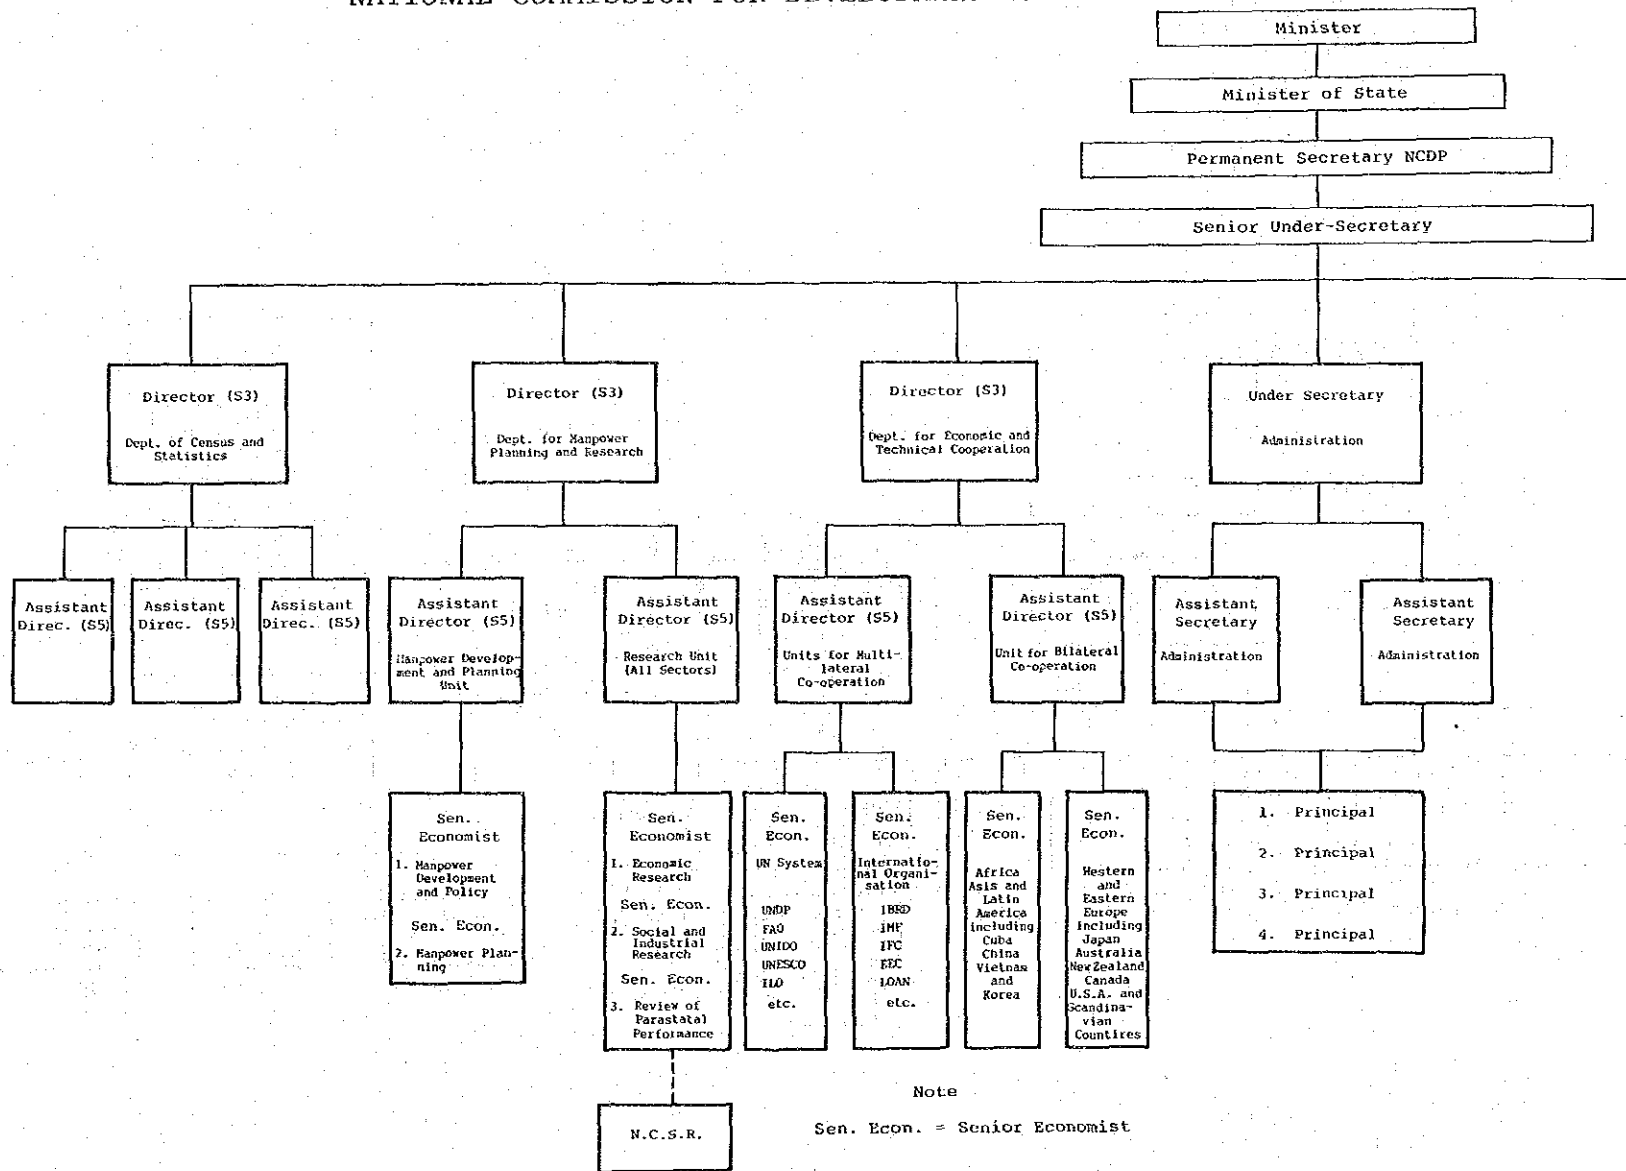 NATIONAL COMMISSION FOR
Minister
Minister of State
Permanent Secretary NCDP
Senior Under-Secretary
Director (S3)
Dept. of Census and
Statistics
Director (S3)
Dept. for Manpower
Planning and Research
Director (S3)
Dept. for Economic and
Technical Cooperation
Under Secretary
Administration
Assistant
Direc. (S5)
Assistant
Direc. (S5)
Assistant
Direc. (S5)
Assistant
Director (S5)
Manpower Develop-
ment and Planning
Unit
Assistant
Director (S5)
Research Unit
(All Sectors)
Assistant
Director (S5)
Units for Multi-
lateral
Co-operation
Assistant
Director (S5)
Unit for Bilateral
Co-operation
Assistant
Secretary
Administration
Assistant
Secretary
Administration
Sen.
Economist
1. Manpower
Development
and Policy
Sen. Econ.
2. Manpower Plan-
ning
Sen.
Economist
1. Economic
Research
Sen. Econ.
2. Social and
Industrial
Research
Sen. Econ.
3. Review of
Parastatal
Performance
Sen.
Econ.
UN System
UNDP
FAO
UNIDO
UNESCO
ILO
etc.
Sen.
Econ.
Internatio-
nal Organi-
sation
IBRD
IMF
IFC
EEC
LOAN
etc.
Sen.
Econ.
Africa
Asis and
Latin
America
including
Cuba
China
Vietnam
and
Korea
Sen.
Econ.
Western
and
Eastern
Europe
Including
Japan
Australia
NewZealand
Canada
U.S.A. and
Scandina-
vian
Countires
1. Principal
2. Principal
3. Principal
4. Principal
N.C.S.R.
Note
Sen. Econ. = Senior Economist